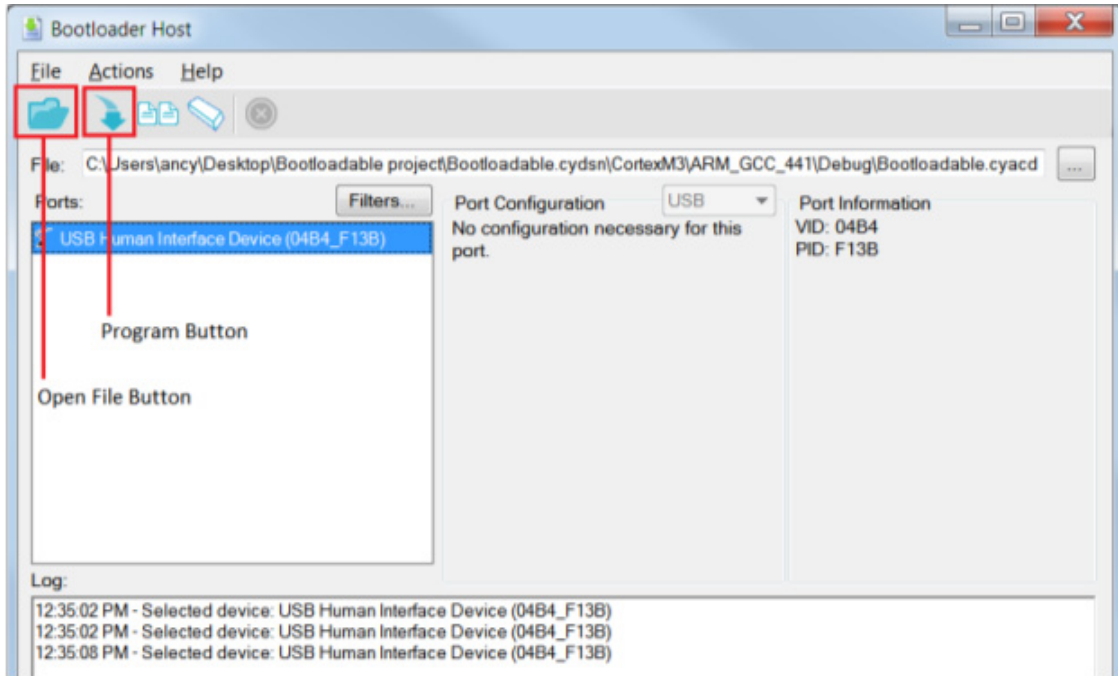 Bootloader Host
File Actions Help
File: C:\Users\ancy\Desktop\Bootloadable project\Bootloadable.cydsn\CortexM3\ARM_GCC_441\Debug\Bootloadable.cyacd ...
Ports: Filters...
USB Human Interface Device (04B4_F13B)
Port Configuration USB
No configuration necessary for this
port.
Port Information
VID: 04B4
PID: F13B
Program Button
Open File Button
Log:
12:35:02 PM - Selected device: USB Human Interface Device (04B4_F13B)
12:35:02 PM - Selected device: USB Human Interface Device (04B4_F13B)
12:35:08 PM - Selected device: USB Human Interface Device (04B4_F13B)